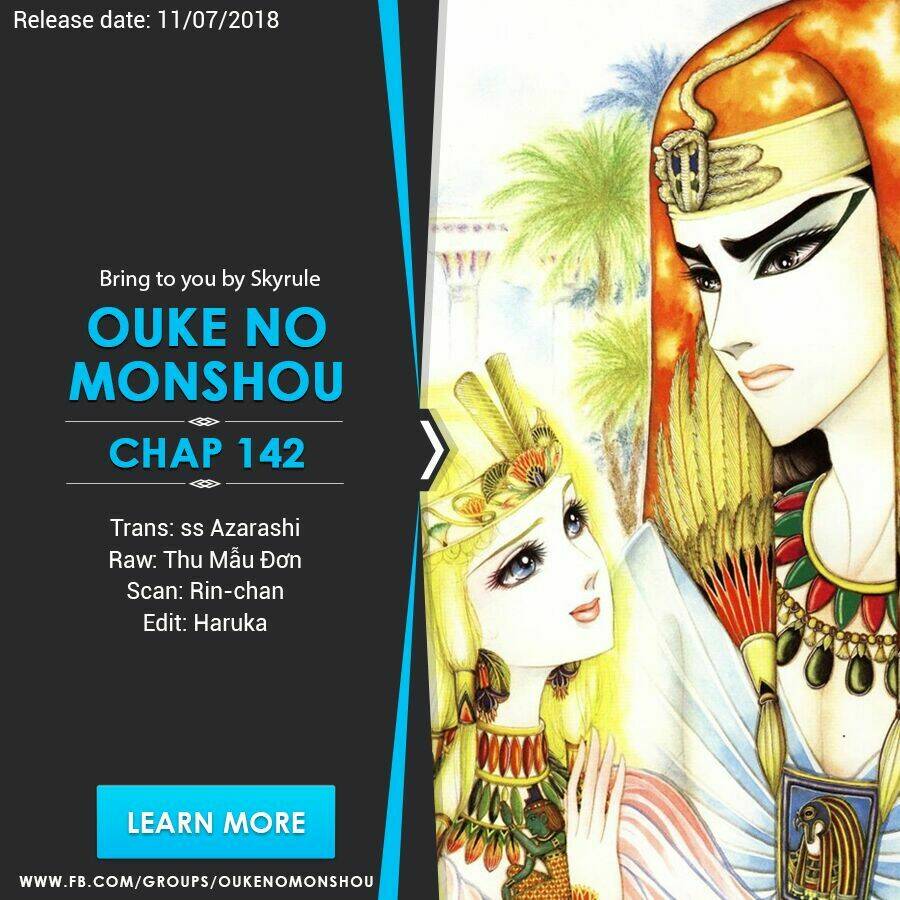 Release date: 11/07/2018
Bring to you by Skyrule
OUKE NO
MONSHOU
CHAP 142
Trans: ss Azarashi
Raw: Thu Mẫu Đơn
Scan: Rin-chan
Edit: Haruka
LEARN MORE
WWW.FB.COM/GROUPS/OUKENOMONSHOU